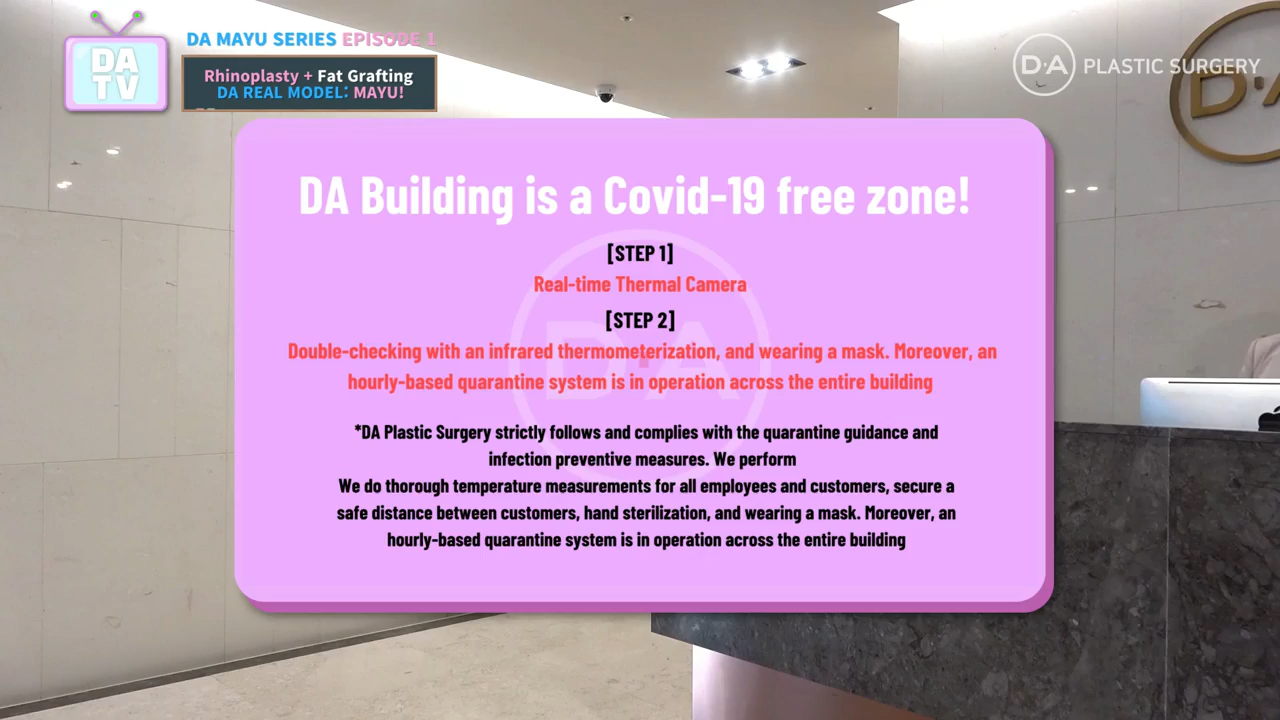 DA TV
DA MAYU SERIES EPISODE 1
Rhinoplasty + Fat Grafting
DA REAL MODEL: MAYU!
D·A PLASTIC SURGERY
DA Building is a Covid-19 free zone!
[STEP 1]
Real-time Thermal Camera
[STEP 2]
Double-checking with an infrared thermometerization, and wearing a mask. Moreover, an
hourly-based quarantine system is in operation across the entire building
*DA Plastic Surgery strictly follows and complies with the quarantine guidance and
infection preventive measures. We perform
We do thorough temperature measurements for all employees and customers, secure a
safe distance between customers, hand sterilization, and wearing a mask. Moreover, an
hourly-based quarantine system is in operation across the entire building